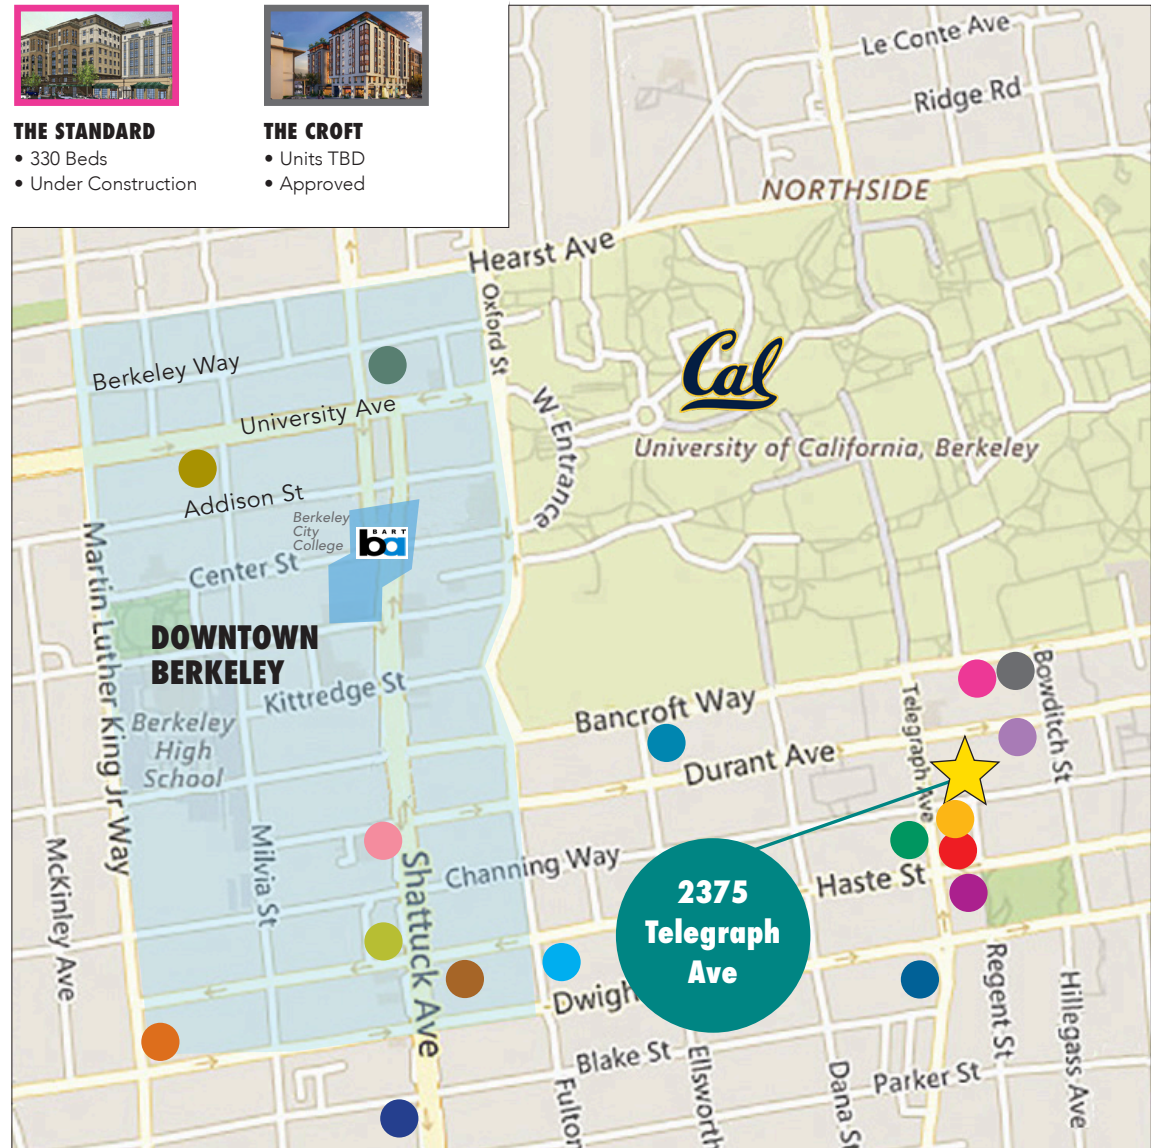 THE STANDARD
• 330 Beds
• Under Construction
THE CROFT
• Units TBD
• Approved
Le Conte Ave
Ridge Rd
NORTHSIDE
Hearst Ave
Oxford St
Berkeley Way
University Ave
Cal
W Entrance
University of California, Berkeley
Addison St
Berkeley
City
College
BART
ba
Center St
Martin Luther King Jr Way
DOWNTOWN
BERKELEY
Kittredge St
Berkeley
High
School
Bancroft Way
Durant Ave
Telegraph Ave
Bowditch St
McKinley Ave
Milvia St
Shattuck Ave
Channing Way
Haste St
2375
Telegraph
Ave
Dwigh
Regent St
Hillegass Ave
Blake St
Parker St
Fulton
Ellsworth
Dana St